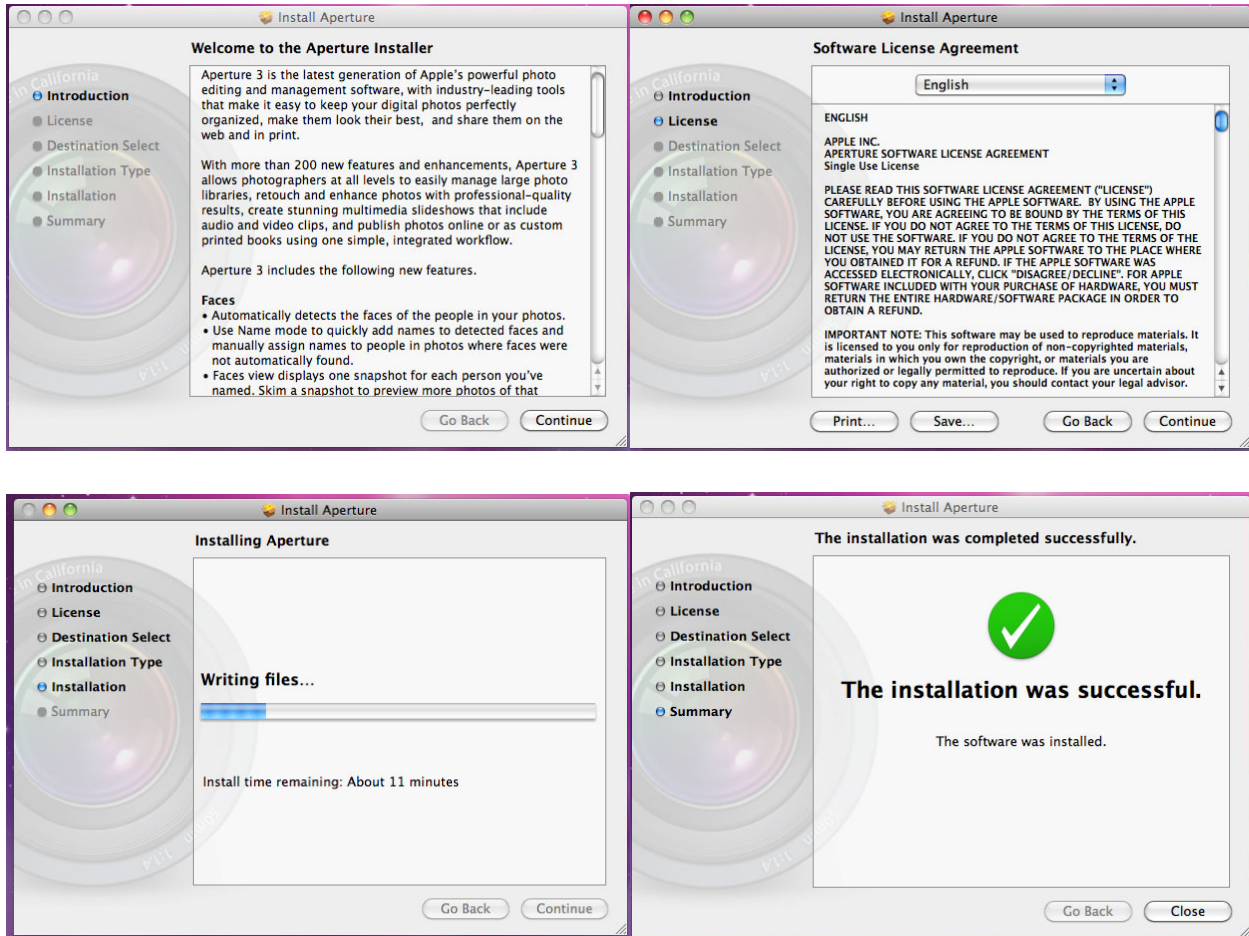 Install Aperture
Welcome to the Aperture Installer
Introduction
License
Destination Select
Installation Type
Installation
Summary
Aperture 3 is the latest generation of Apple's powerful photo
editing and management software, with industry-leading tools
that make it easy to keep your digital photos perfectly
organized, make them look their best, and share them on the
web and in print.
With more than 200 new features and enhancements, Aperture 3
allows photographers at all levels to easily manage large photo
libraries, retouch and enhance photos with professional-quality
results, create stunning multimedia slideshows that include
audio and video clips, and publish photos online or as custom
printed books using one simple, integrated workflow.
Aperture 3 includes the following new features.
Faces
• Automatically detects the faces of the people in your photos.
• Use Name mode to quickly add names to detected faces and
manually assign names to people in photos where faces were
not automatically found.
• Faces view displays one snapshot for each person you've
named. Skim a snapshot to preview more photos of that
in California
Go Back
Continue
Install Aperture
Software License Agreement
Introduction
License
Destination Select
Installation Type
Installation
Summary
English
ENGLISH
APPLE INC.
APERTURE SOFTWARE LICENSE AGREEMENT
Single Use License
PLEASE READ THIS SOFTWARE LICENSE AGREEMENT ("LICENSE")
CAREFULLY BEFORE USING THE APPLE SOFTWARE. BY USING THE APPLE
SOFTWARE, YOU ARE AGREEING TO BE BOUND BY THE TERMS OF THIS
LICENSE. IF YOU DO NOT AGREE TO THE TERMS OF THIS LICENSE, DO
NOT USE THE SOFTWARE. IF YOU DO NOT AGREE TO THE TERMS OF THE
LICENSE, YOU MAY RETURN THE APPLE SOFTWARE TO THE PLACE WHERE
YOU OBTAINED IT FOR A REFUND. IF THE APPLE SOFTWARE WAS
ACCESSED ELECTRONICALLY, CLICK "DISAGREE/DECLINE". FOR APPLE
SOFTWARE INCLUDED WITH YOUR PURCHASE OF HARDWARE, YOU MUST
RETURN THE ENTIRE HARDWARE/SOFTWARE PACKAGE IN ORDER TO
OBTAIN A REFUND.
IMPORTANT NOTE: This software may be used to reproduce materials. It
is licensed to you only for reproduction of non-copyrighted materials,
materials in which you own the copyright, or materials you are
authorized or legally permitted to reproduce. If you are uncertain about
your right to copy any material, you should contact your legal advisor.
in California
Print...
Save...
Go Back
Continue
Install Aperture
Installing Aperture
Introduction
License
Destination Select
Installation Type
Installation
Summary
Writing files...
Install time remaining: About 11 minutes
in California
50mm
1:1.4
Go Back
Continue
Install Aperture
The installation was completed successfully.
Introduction
License
Destination Select
Installation Type
Installation
Summary
The installation was successful.
The software was installed.
in California
50mm
1:1.4
Go Back
Close